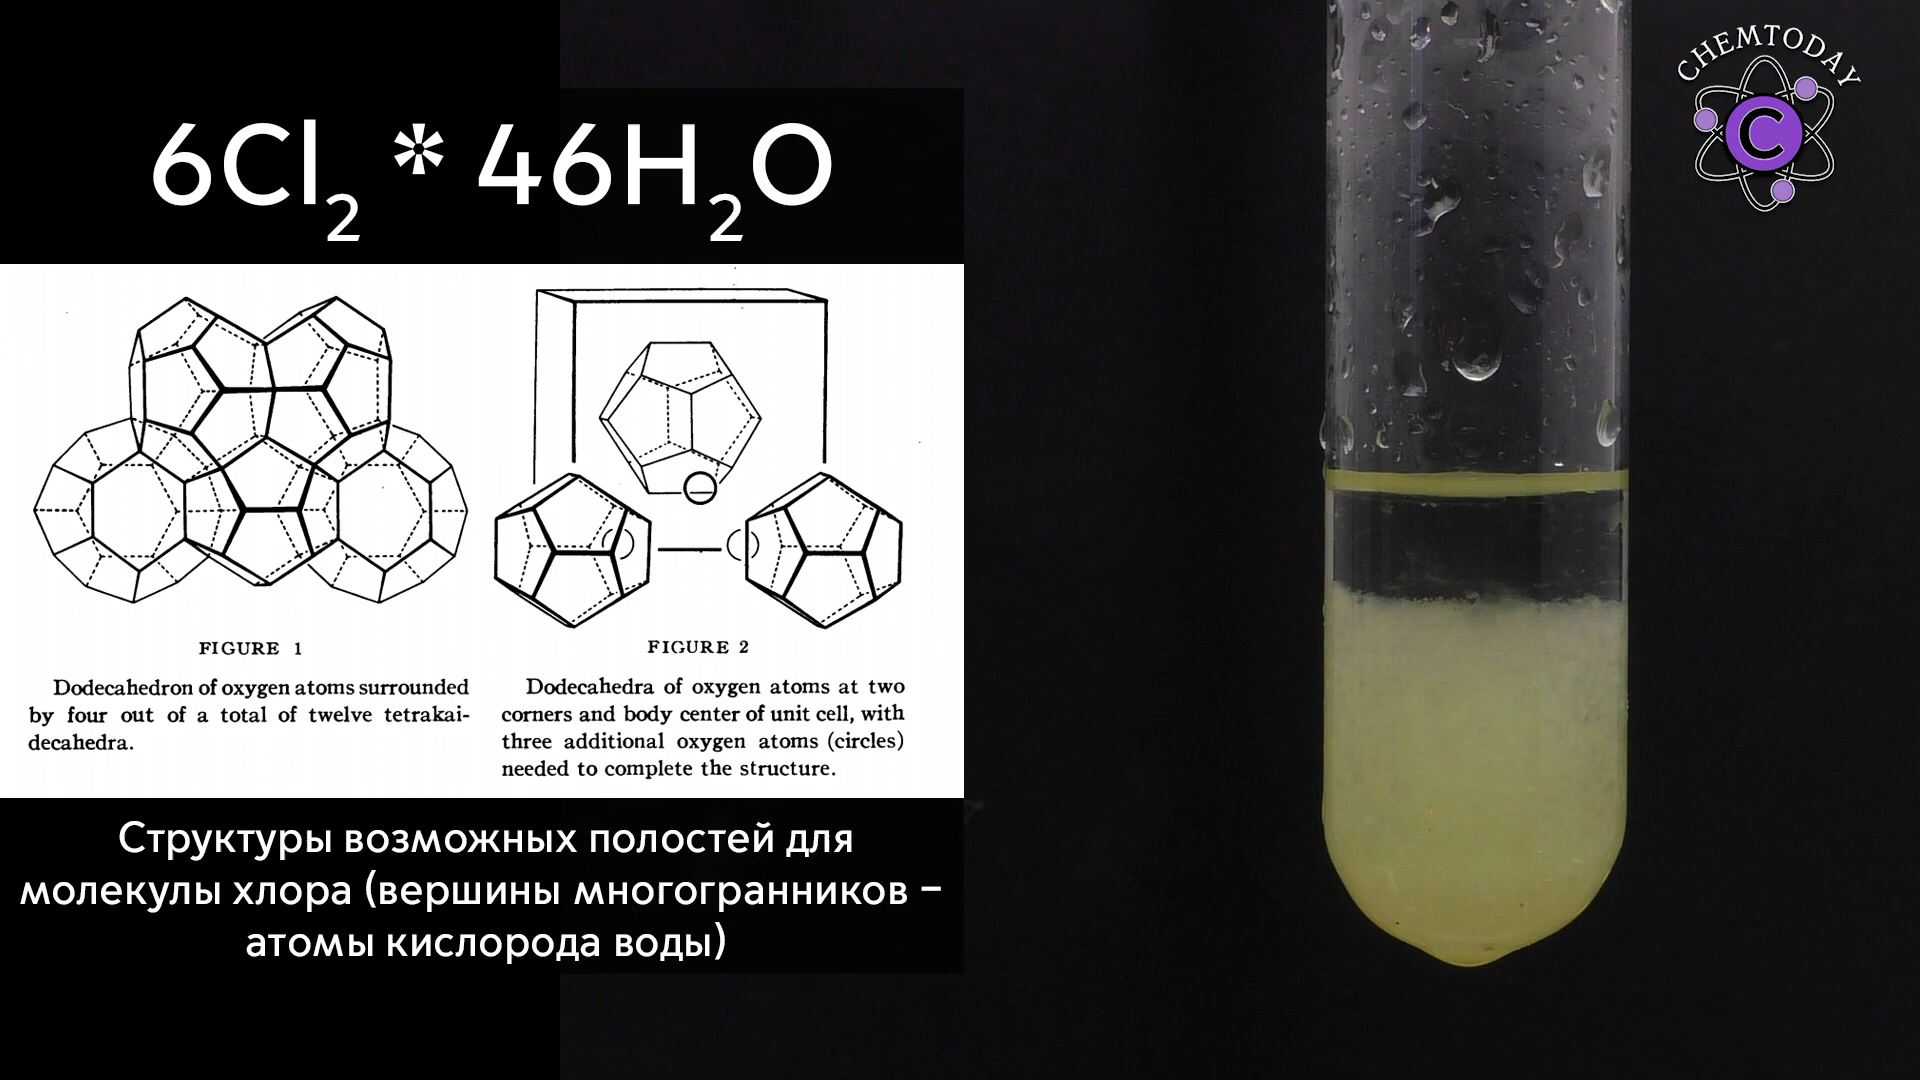 CHEMTODAY
C
6Cl₂ * 46H₂O
FIGURE 1
Dodecahedron of oxygen atoms surrounded
by four out of a total of twelve tetrakai-
decahedra.
FIGURE 2
Dodecahedra of oxygen atoms at two
corners and body center of unit cell, with
three additional oxygen atoms (circles)
needed to complete the structure.
Структуры возможных полостей для
молекулы хлора (вершины многогранников –
атомы кислорода воды)